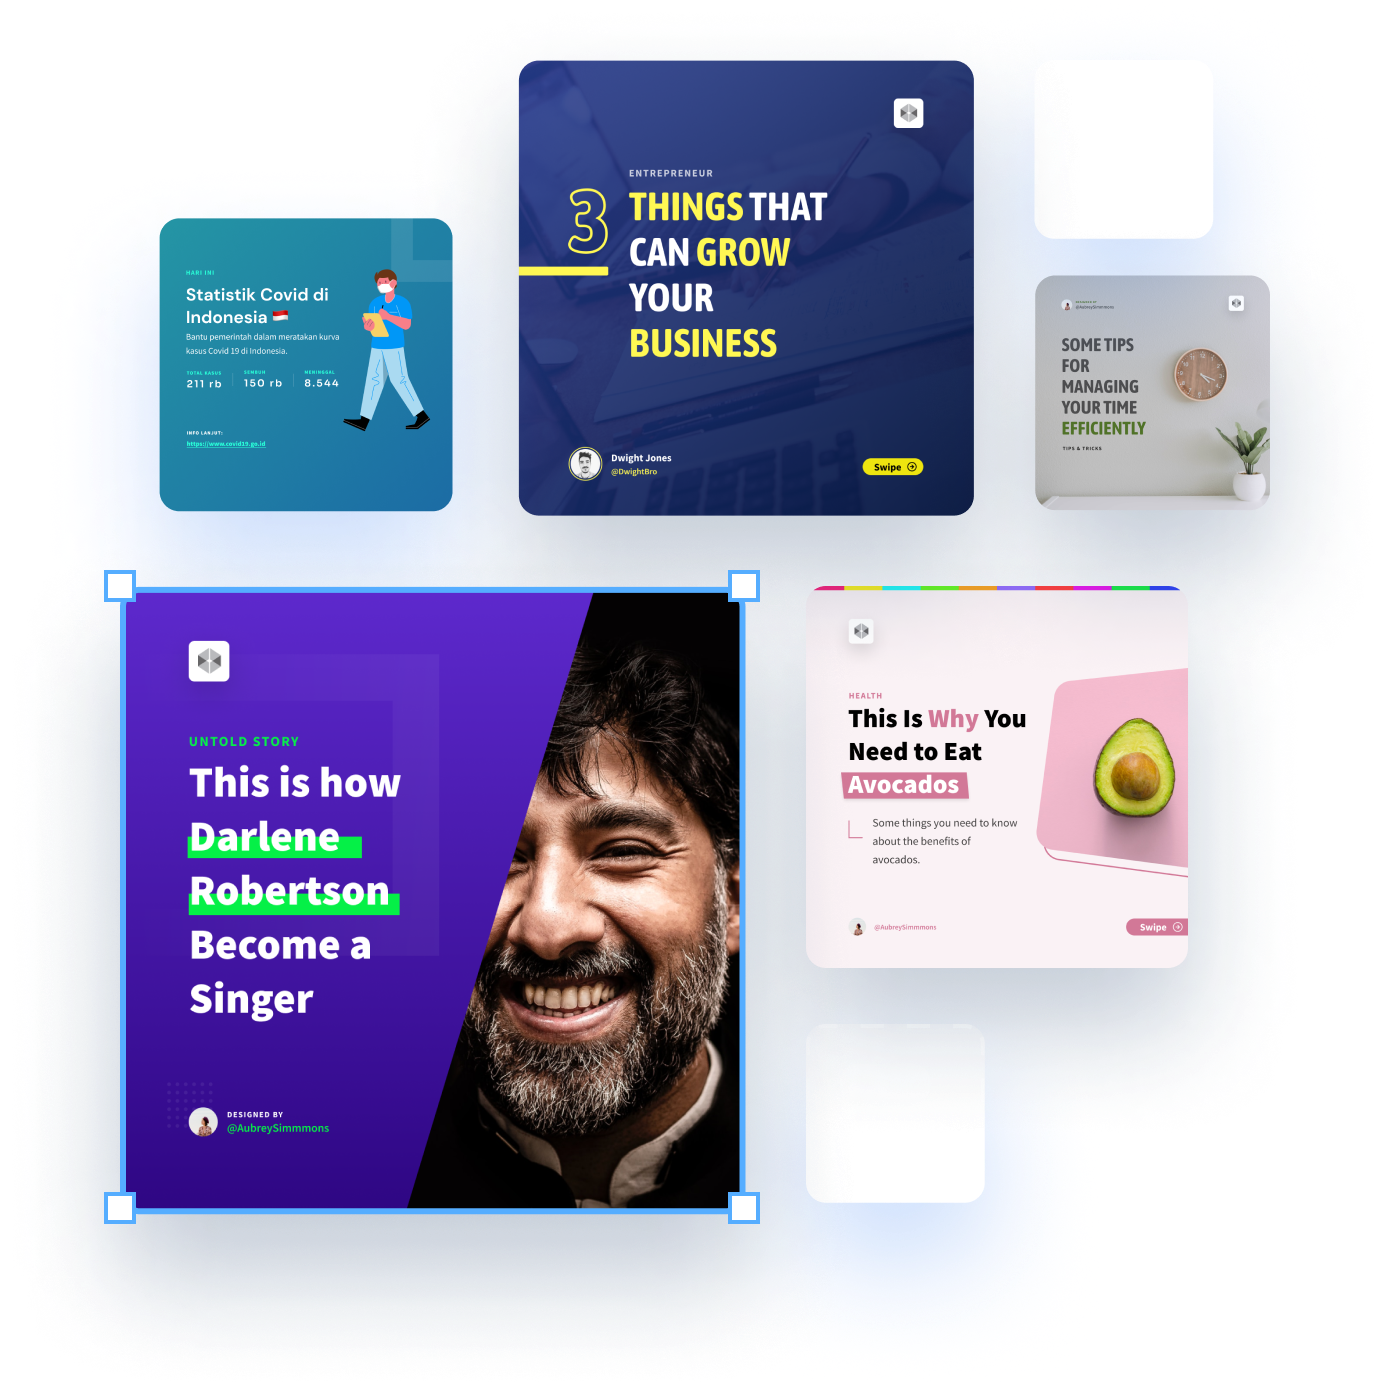 HARI INI
Statistik Covid di
Indonesia
Bantu pemerintah dalam meratakan kurva
kasus Covid 19 di Indonesia.
TOTAL KASUS
211 rb
SEMBUH
150 rb
MENINGGAL
8.544
INFO LANJUT:
https://www.covid19.go.id
ENTREPRENEUR
3
THINGS THAT
CAN GROW
YOUR
BUSINESS
Dwight Jones
@DwightBro
Swipe
DESIGNED BY
@AubreySimmmons
SOME TIPS
FOR
MANAGING
YOUR TIME
EFFICIENTLY
TIPS & TRICKS
UNTOLD STORY
This is how
Darlene
Robertson
Become a
Singer
DESIGNED BY
@AubreySimmmons
HEALTH
This Is Why You
Need to Eat
Avocados
Some things you need to know
about the benefits of
avocados.
@AubreySimmmons
Swipe